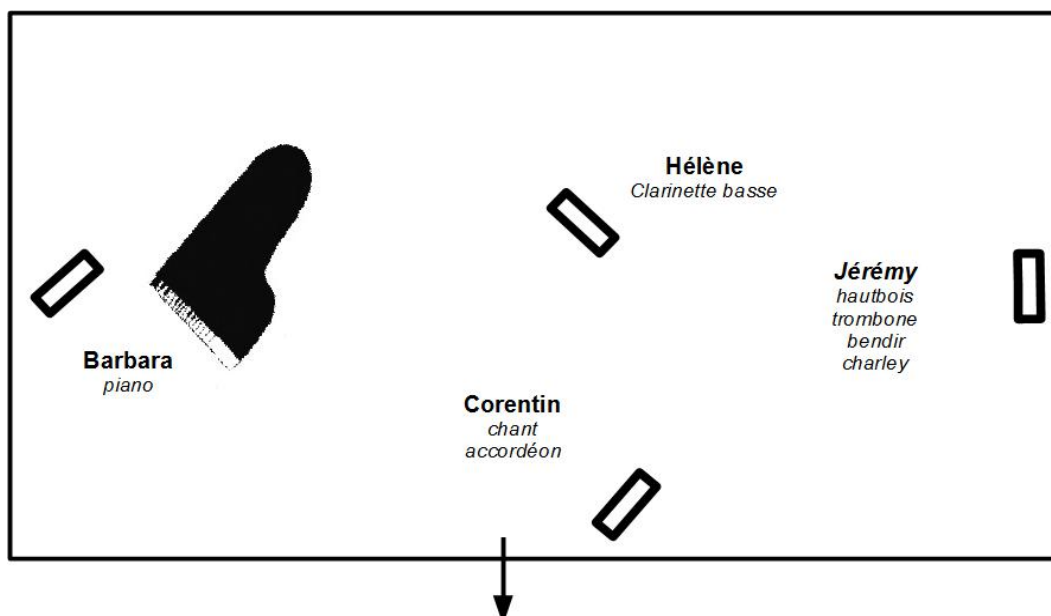 Hélène
Clarinette basse
Jérémy
hautbois
trombone
bendir
charley
Barbara
piano
Corentin
chant
accordéon